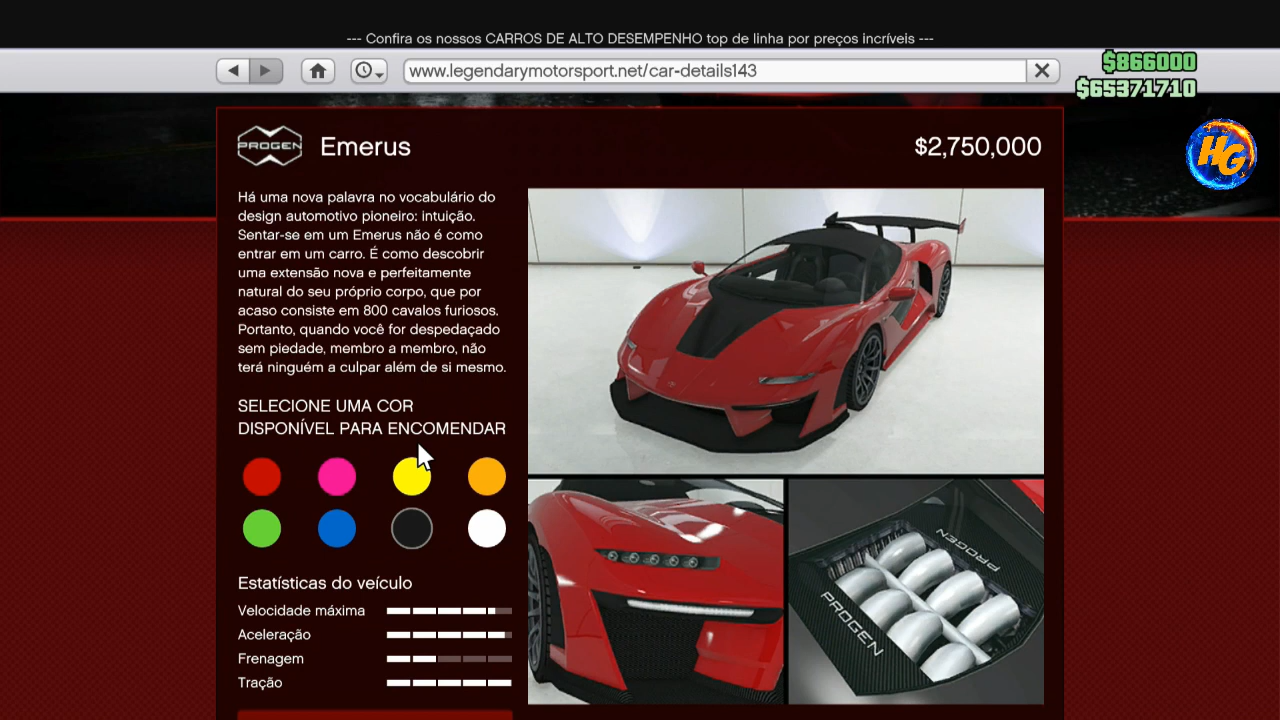 --- Confira os nossos CARROS DE ALTO DESEMPENHO top de linha por preços incríveis ---
www.legendarymotorsport.net/car-details143
$866000
$65371710
HG
PROGEN
Emerus
$2,750,000
Há uma nova palavra no vocabulário do
design automotivo pioneiro: intuição.
Sentar-se em um Emerus não é como
entrar em um carro. É como descobrir
uma extensão nova e perfeitamente
natural do seu próprio corpo, que por
acaso consiste em 800 cavalos furiosos.
Portanto, quando você for despedaçado
sem piedade, membro a membro, não
terá ninguém a culpar além de si mesmo.
SELECIONE UMA COR
DISPONÍVEL PARA ENCOMENDAR
Estatísticas do veículo
Velocidade máxima
Aceleração
Frenagem
Tração
PROGEN
PROGEN